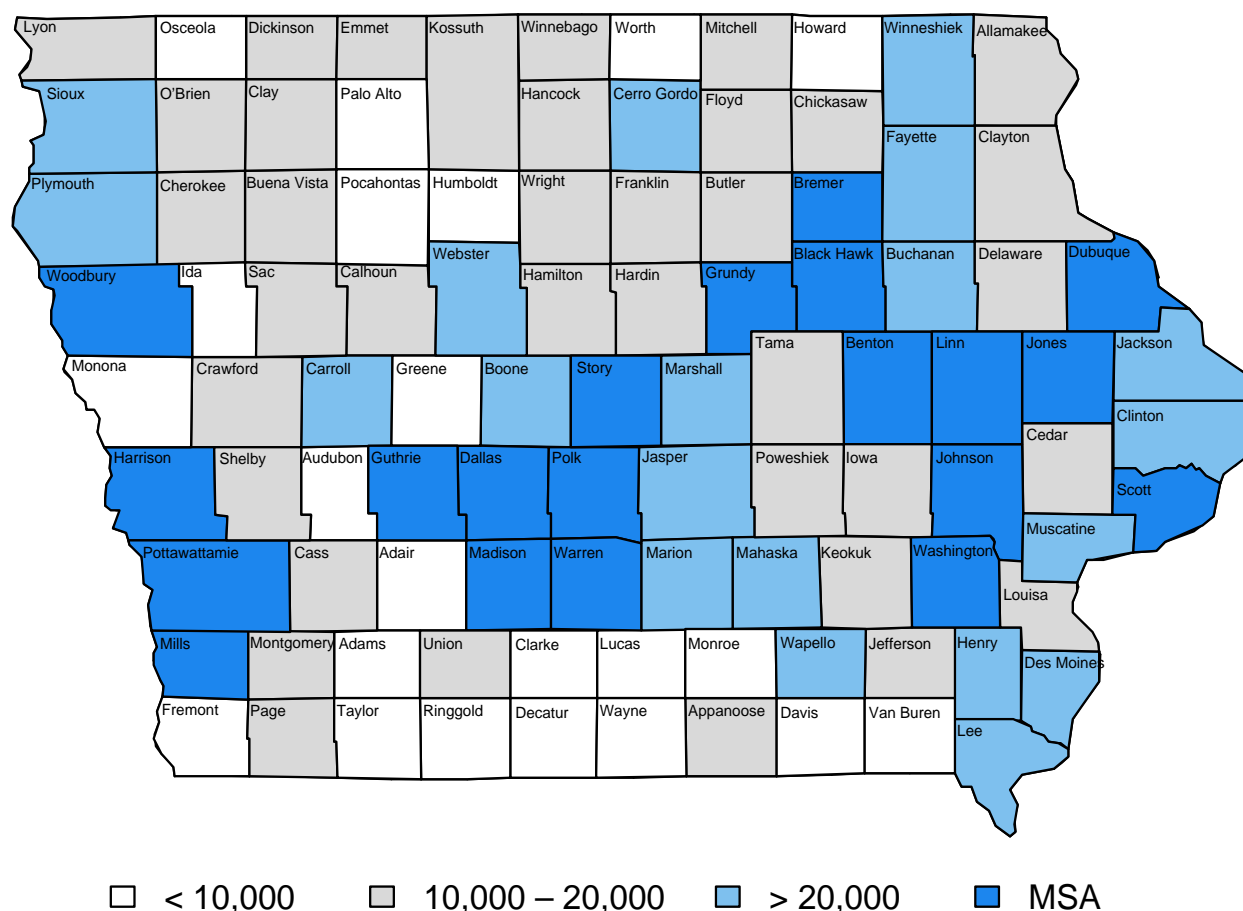 Lyon
Osceola
Dickinson
Emmet
Kossuth
Winnebago
Worth
Mitchell
Howard
Winneshiek
Allamakee
Sioux
O'Brien
Clay
Palo Alto
Hancock
Cerro Gordo
Floyd
Chickasaw
Fayette
Clayton
Plymouth
Cherokee
Buena Vista
Pocahontas
Humboldt
Wright
Franklin
Butler
Bremer
Woodbury
Ida
Sac
Calhoun
Webster
Hamilton
Hardin
Grundy
Black Hawk
Buchanan
Delaware
Dubuque
Monona
Crawford
Carroll
Greene
Boone
Story
Marshall
Tama
Benton
Linn
Jones
Jackson
Clinton
Harrison
Shelby
Audubon
Guthrie
Dallas
Polk
Jasper
Poweshiek
Iowa
Johnson
Cedar
Scott
Muscatine
Pottawattamie
Cass
Adair
Madison
Warren
Marion
Mahaska
Keokuk
Washington
Louisa
Mills
Montgomery
Adams
Union
Clarke
Lucas
Monroe
Wapello
Jefferson
Henry
Des Moines
Fremont
Page
Taylor
Ringgold
Decatur
Wayne
Appanoose
Davis
Van Buren
Lee
< 10,000
10,000 – 20,000
> 20,000
MSA